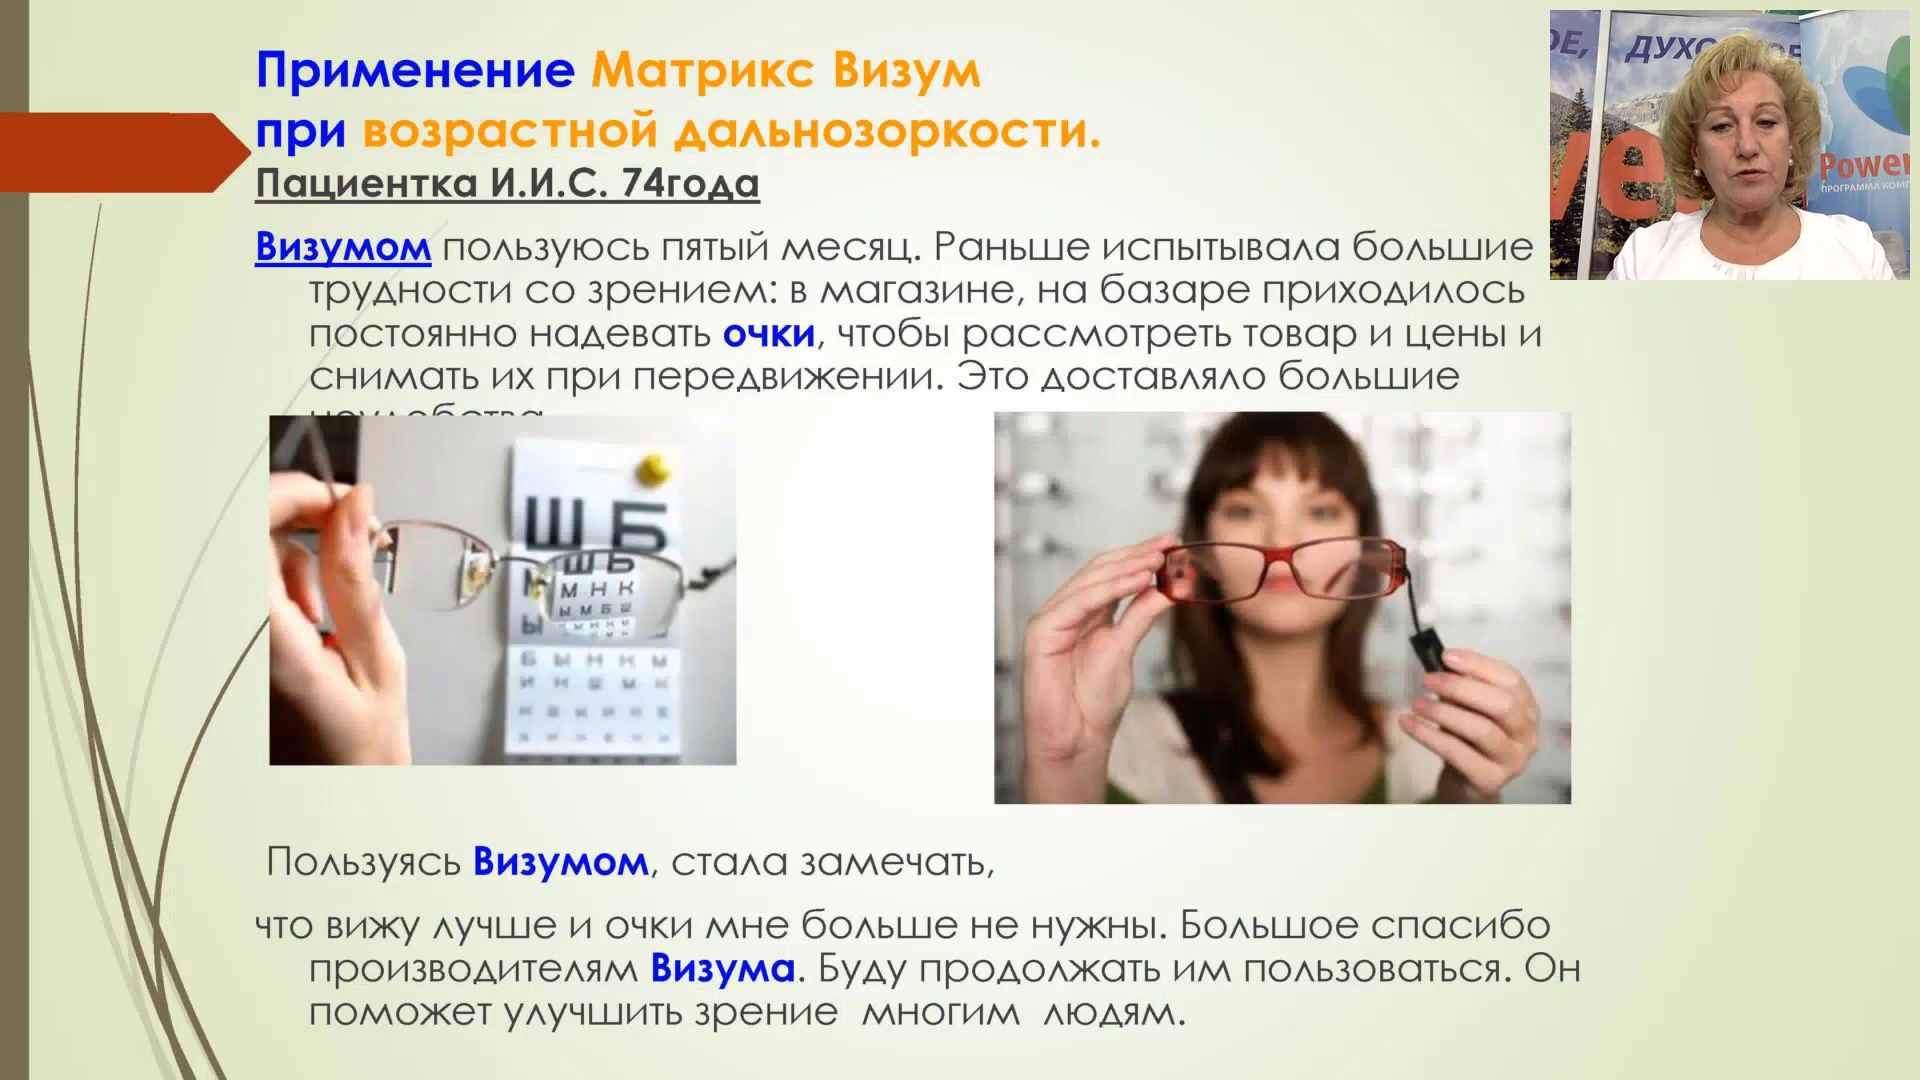 Применение Матрикс Визум
при возрастной дальнозоркости.
Пациентка И.И.С. 74года
Визумом пользуюсь пятый месяц. Раньше испытывала большие
трудности со зрением: в магазине, на базаре приходилось
постоянно надевать очки, чтобы рассмотреть товар и цены и
снимать их при передвижении. Это доставляло большие
неудобства
Ш Б
Ш Б
М Н К
Ы М Б Ш
Б Ы Н К М
И Н Ш М К
Пользуясь Визумом, стала замечать,
что вижу лучше и очки мне больше не нужны. Большое спасибо
производителям Визума. Буду продолжать им пользоваться. Он
поможет улучшить зрение многим людям.
ОЕ,
ve
Power